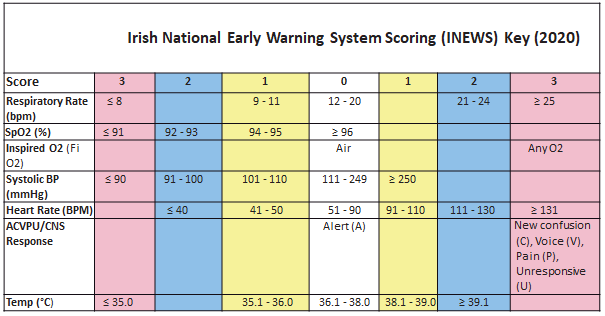 Irish National Early Warning System Scoring (INEWS) Key (2020)
Score 3 2 1 0 1 2 3
Respiratory Rate (bpm) ≤ 8 9 - 11 12 - 20 21 - 24 ≥ 25
SpO2 (%) ≤ 91 92 - 93 94 - 95 ≥ 96
Inspired O2 (Fi O2) Air Any O2
Systolic BP (mmHg) ≤ 90 91 - 100 101 - 110 111 - 249 ≥ 250
Heart Rate (BPM) ≤ 40 41 - 50 51 - 90 91 - 110 111 - 130 ≥ 131
ACVPU/CNS Response Alert (A) New confusion (C), Voice (V), Pain (P), Unresponsive (U)
Temp (°C) ≤ 35.0 35.1 - 36.0 36.1 - 38.0 38.1 - 39.0 ≥ 39.1